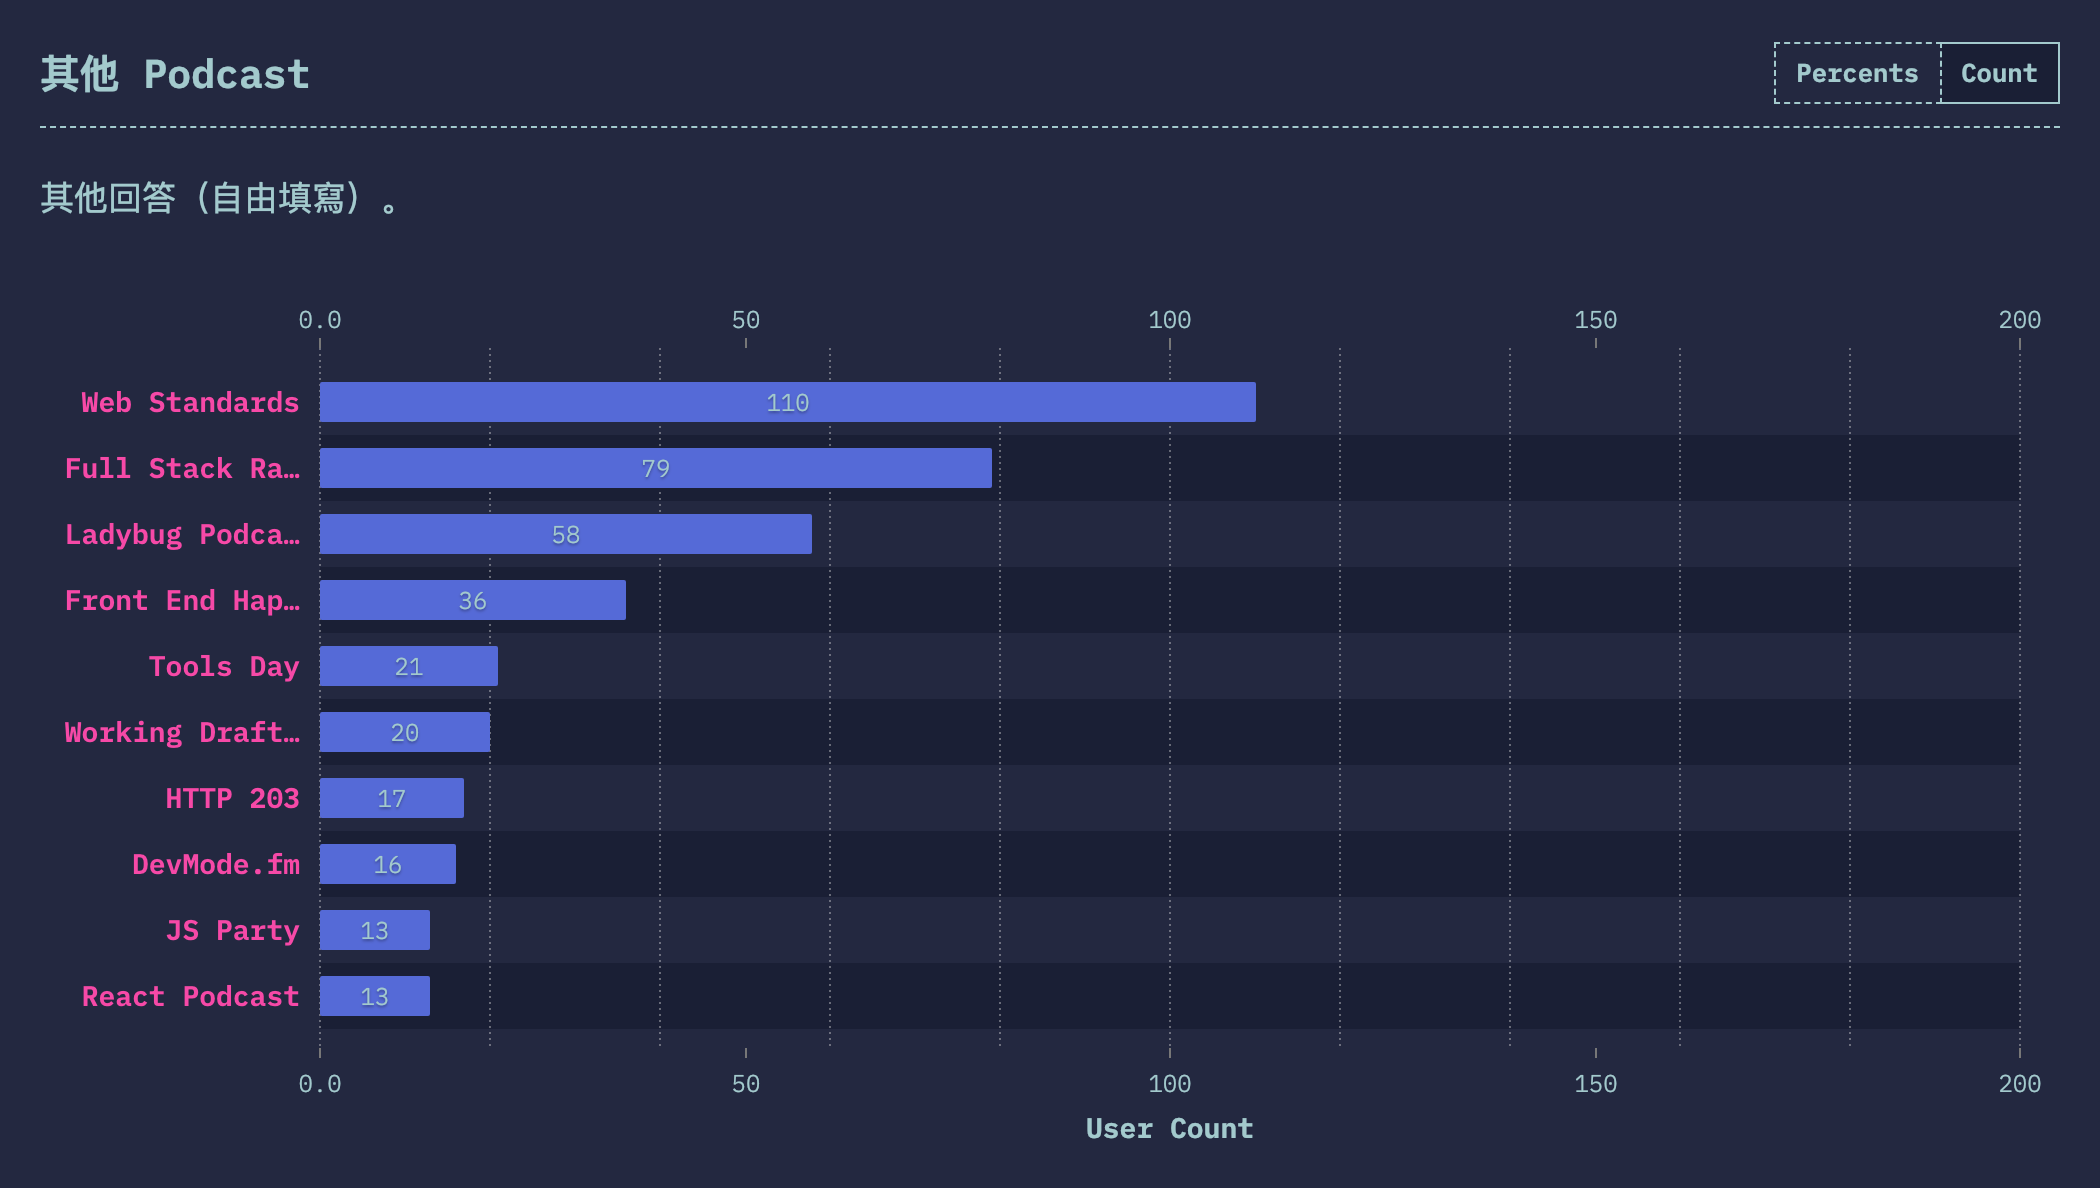 其他 Podcast
Percents Count
其他回答（自由填寫）。
0.0 50 100 150 200
Web Standards 110
Full Stack Ra… 79
Ladybug Podca… 58
Front End Hap… 36
Tools Day 21
Working Draft… 20
HTTP 203 17
DevMode.fm 16
JS Party 13
React Podcast 13
0.0 50 100 150 200
User Count